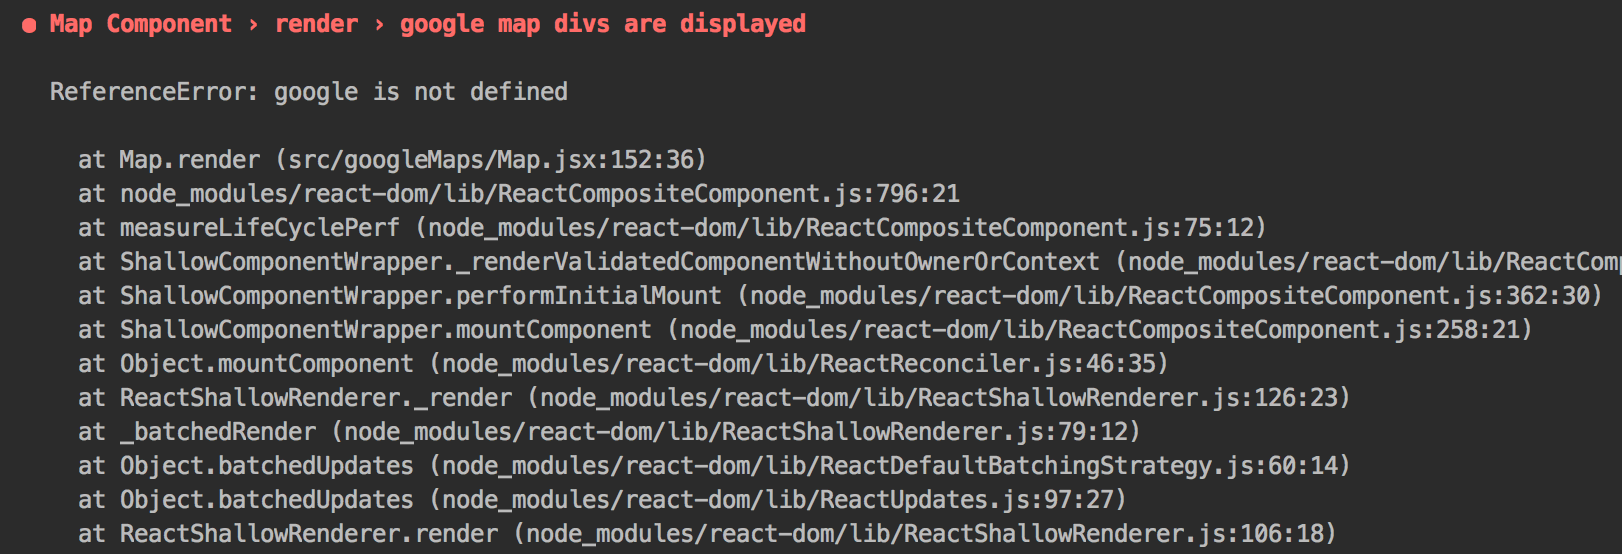 ● Map Component › render › google map divs are displayed
ReferenceError: google is not defined
at Map.render (src/googleMaps/Map.jsx:152:36)
at node_modules/react-dom/lib/ReactCompositeComponent.js:796:21
at measureLifeCyclePerf (node_modules/react-dom/lib/ReactCompositeComponent.js:75:12)
at ShallowComponentWrapper._renderValidatedComponentWithoutOwnerOrContext (node_modules/react-dom/lib/ReactComp
at ShallowComponentWrapper.performInitialMount (node_modules/react-dom/lib/ReactCompositeComponent.js:362:30)
at ShallowComponentWrapper.mountComponent (node_modules/react-dom/lib/ReactCompositeComponent.js:258:21)
at Object.mountComponent (node_modules/react-dom/lib/ReactReconciler.js:46:35)
at ReactShallowRenderer._render (node_modules/react-dom/lib/ReactShallowRenderer.js:126:23)
at _batchedRender (node_modules/react-dom/lib/ReactShallowRenderer.js:79:12)
at Object.batchedUpdates (node_modules/react-dom/lib/ReactDefaultBatchingStrategy.js:60:14)
at Object.batchedUpdates (node_modules/react-dom/lib/ReactUpdates.js:97:27)
at ReactShallowRenderer.render (node_modules/react-dom/lib/ReactShallowRenderer.js:106:18)